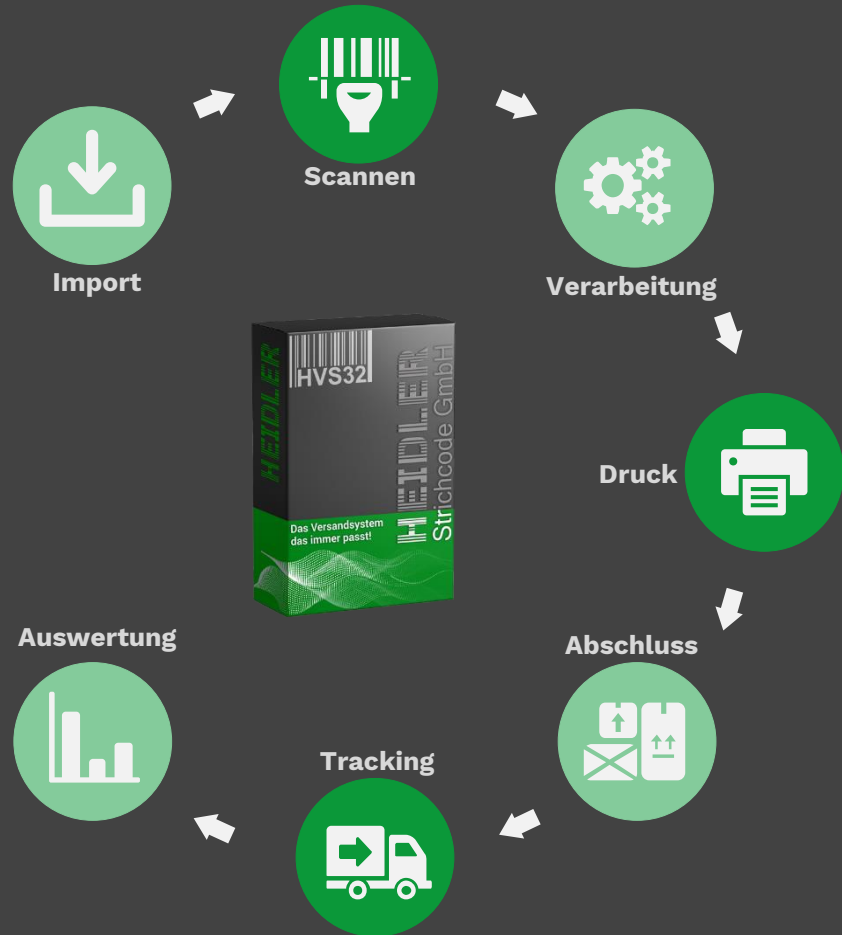 Scannen
Import
Verarbeitung
HEIDLER
HVS32
HEIDLER
Strichcode GmbH
Das Versandsystem
das immer passt!
Druck
Abschluss
Auswertung
Tracking